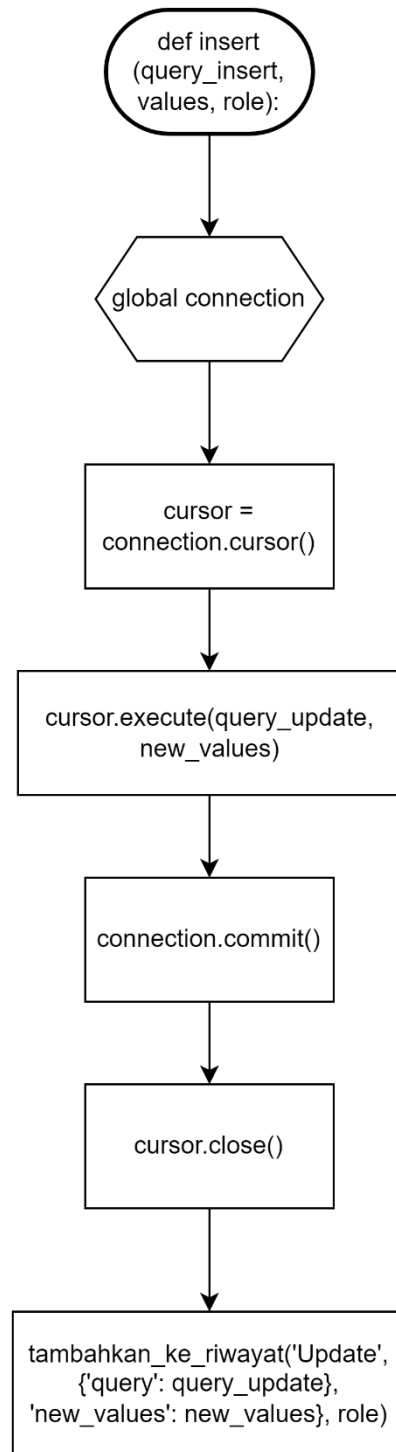 def insert
(query_insert,
values, role):
global connection
cursor =
connection.cursor()
cursor.execute(query_update,
new_values)
connection.commit()
cursor.close()
tambahkan_ke_riwayat('Update',
{'query': query_update},
'new_values': new_values}, role)